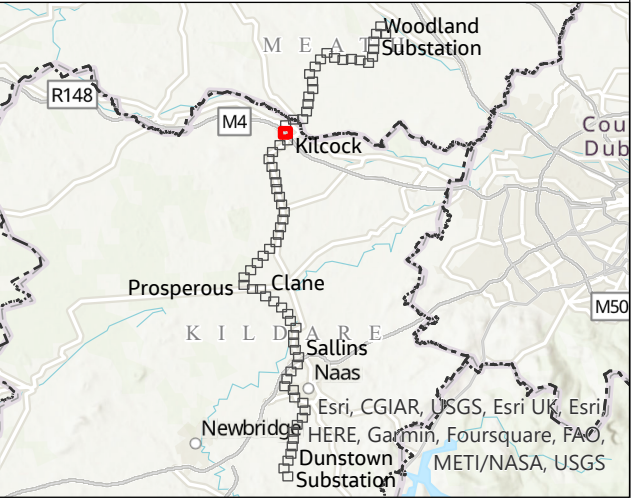 Woodland
Substation
MEATH
R148
M4
Cou
Dub
Kilcock
Prosperous
Clane
M50
KILDARE
Sallins
Naas
Newbridge
Esri, CGIAR, USGS, Esri UK, Esri,
HERE, Garmin, Foursquare, FAO,
METI/NASA, USGS
Dunstown
Substation